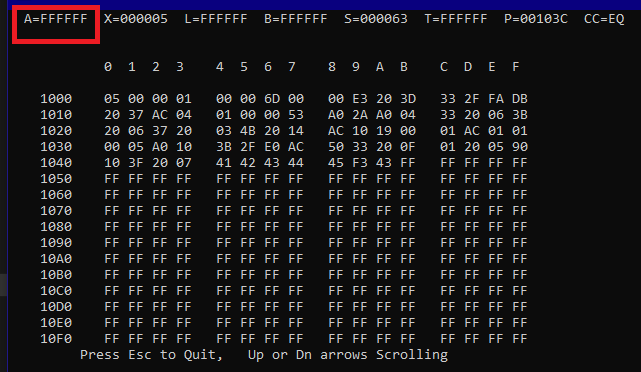 A=FFFFFF X=000005 L=FFFFFF B=FFFFFF S=000063 T=FFFFFF P=00103C CC=EQ
0 1 2 3 4 5 6 7 8 9 A B C D E F
1000 05 00 00 01 00 00 6D 00 00 E3 20 3D 33 2F FA DB
1010 20 37 AC 04 01 00 00 53 A0 2A A0 04 33 20 06 3B
1020 20 06 37 20 03 4B 20 14 AC 10 19 00 01 AC 01 01
1030 00 05 A0 10 3B 2F E0 AC 50 33 20 0F 01 20 05 90
1040 10 3F 20 07 41 42 43 44 45 F3 43 FF FF FF FF FF
1050 FF FF FF FF FF FF FF FF FF FF FF FF FF FF FF FF
1060 FF FF FF FF FF FF FF FF FF FF FF FF FF FF FF FF
1070 FF FF FF FF FF FF FF FF FF FF FF FF FF FF FF FF
1080 FF FF FF FF FF FF FF FF FF FF FF FF FF FF FF FF
1090 FF FF FF FF FF FF FF FF FF FF FF FF FF FF FF FF
10A0 FF FF FF FF FF FF FF FF FF FF FF FF FF FF FF FF
10B0 FF FF FF FF FF FF FF FF FF FF FF FF FF FF FF FF
10C0 FF FF FF FF FF FF FF FF FF FF FF FF FF FF FF FF
10D0 FF FF FF FF FF FF FF FF FF FF FF FF FF FF FF FF
10E0 FF FF FF FF FF FF FF FF FF FF FF FF FF FF FF FF
10F0 FF FF FF FF FF FF FF FF FF FF FF FF FF FF FF FF
Press Esc to Quit, Up or Dn arrows Scrolling